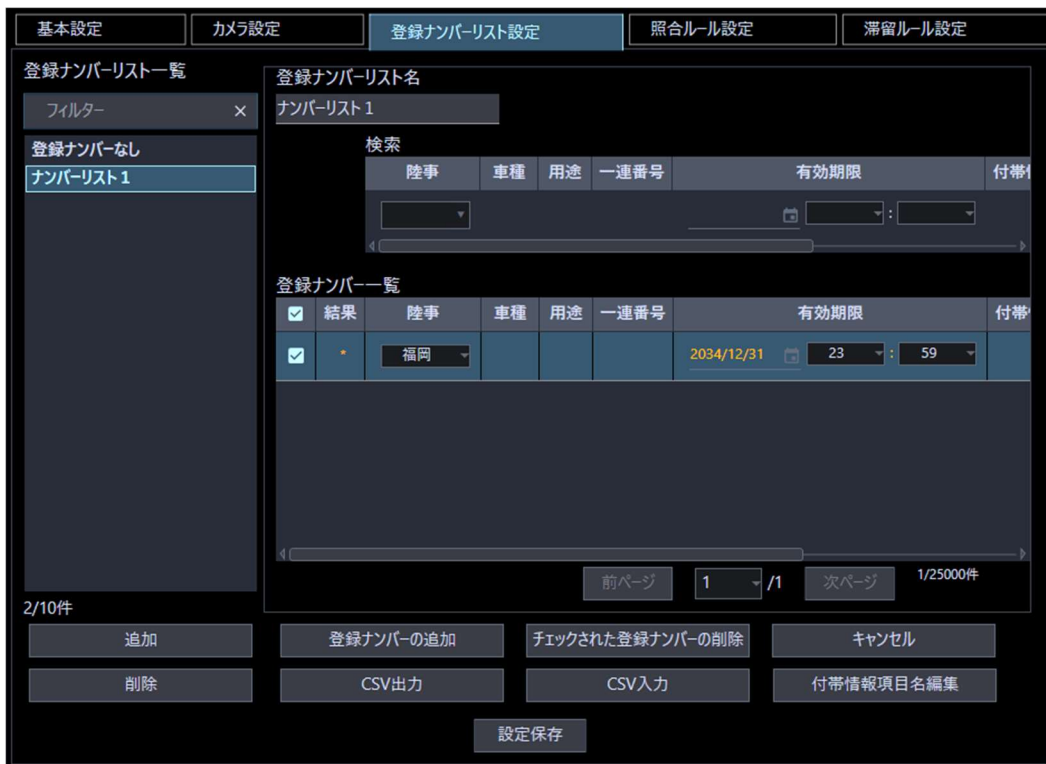 基本設定 カメラ設定 登録ナンバーリスト設定 照合ルール設定 滞留ルール設定
登録ナンバーリスト一覧
フィルター ×
登録ナンバーなし
ナンバーリスト1
2/10件
登録ナンバーリスト名
ナンバーリスト1
検索
陸事 車種 用途 一連番号 有効期限 付帯
:
登録ナンバー一覧
結果 陸事 車種 用途 一連番号 有効期限 付帯
* 福岡 2034/12/31 23 : 59
前ページ 1 /1 次ページ 1/25000件
追加 登録ナンバーの追加 チェックされた登録ナンバーの削除 キャンセル
削除 CSV出力 CSV入力 付帯情報項目名編集
設定保存